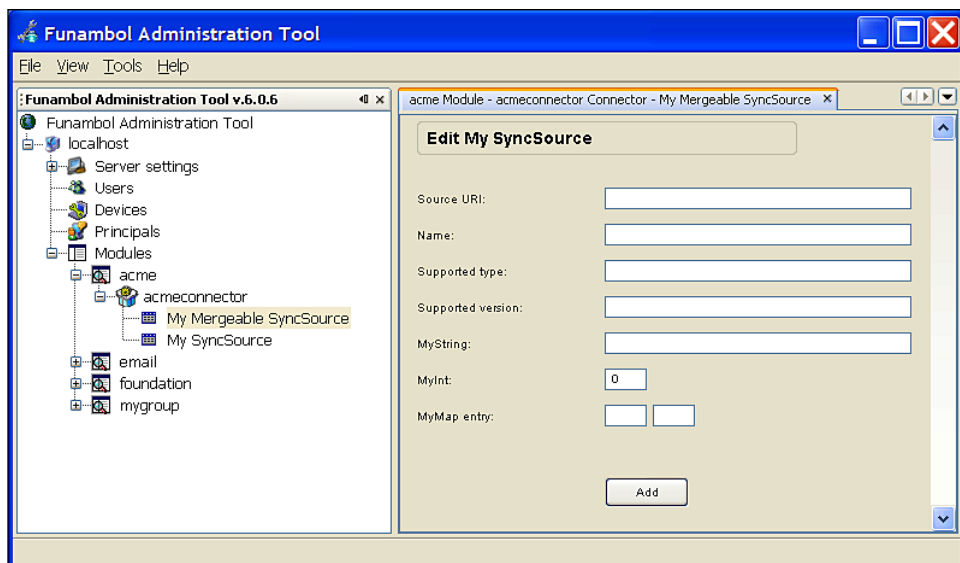 Funambol Administration Tool
File View Tools Help
Funambol Administration Tool v.6.0.6
Funambol Administration Tool
localhost
Server settings
Users
Devices
Principals
Modules
acme
acmeconnector
My Mergeable SyncSource
My SyncSource
email
foundation
mygroup
acme Module - acmeconnector Connector - My Mergeable SyncSource
Edit My SyncSource
Source URI:
Name:
Supported type:
Supported version:
MyString:
MyInt: 0
MyMap entry:
Add